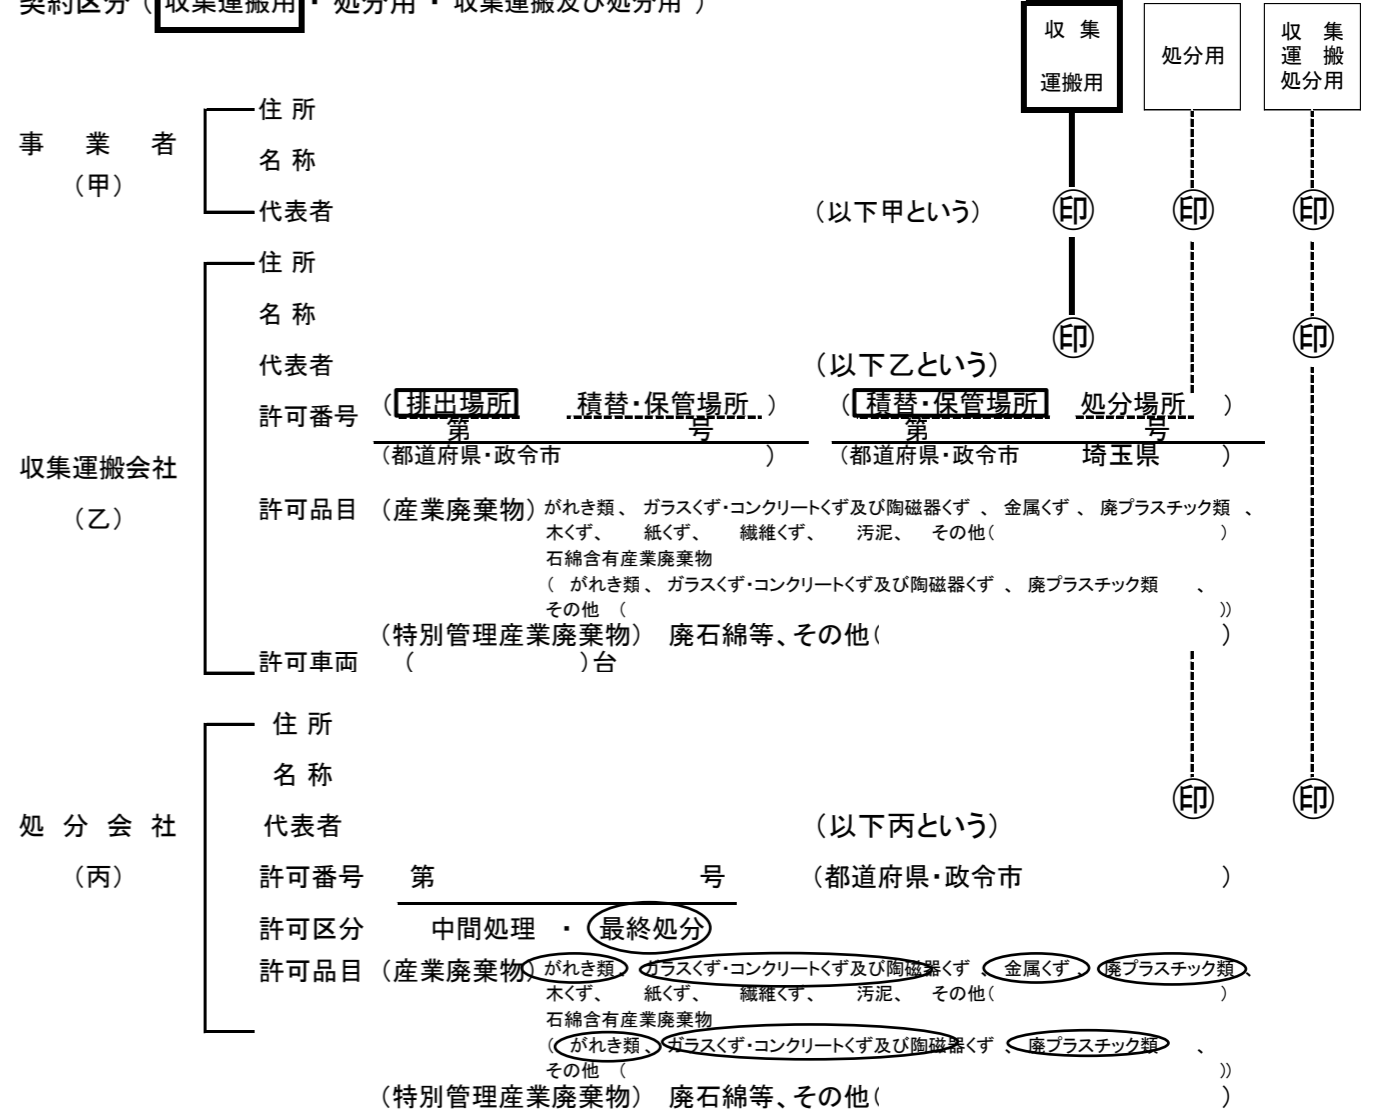 契約区分（ 収集運搬用 ・ 処分用 ・ 収集運搬及び処分用 ）
収 集
運搬用
処分用
収 集
運 搬
処分用
事 業 者
（甲）
住 所
名 称
代表者 （以下甲という） ㊞ ㊞ ㊞
収集運搬会社
（乙）
住 所
名 称
代表者 （以下乙という） ㊞ ㊞
許可番号 （ 排出場所 積替・保管場所 ） （ 積替・保管場所 処分場所 ）
第 号 第 号
（都道府県・政令市 ） （都道府県・政令市 埼玉県 ）
許可品目 （産業廃棄物） がれき類 、 ガラスくず・コンクリートくず及び陶磁器くず 、 金属くず 、 廃プラスチック類 、
木くず、 紙くず、 繊維くず、 汚泥、 その他（ ）
石綿含有産業廃棄物
（ がれき類 、 ガラスくず・コンクリートくず及び陶磁器くず 、 廃プラスチック類 、
その他 （ ））
（特別管理産業廃棄物） 廃石綿等、その他（ ）
許可車両 （ ）台
処 分 会 社
（丙）
住 所
名 称
代表者 （以下丙という） ㊞ ㊞
許可番号 第 号 （都道府県・政令市 ）
許可区分 中間処理 ・ 最終処分
許可品目 （産業廃棄物） がれき類 、 ガラスくず・コンクリートくず及び陶磁器くず 、 金属くず 、 廃プラスチック類 、
木くず、 紙くず、 繊維くず、 汚泥、 その他（ ）
石綿含有産業廃棄物
（ がれき類 、 ガラスくず・コンクリートくず及び陶磁器くず 、 廃プラスチック類 、
その他 （ ））
（特別管理産業廃棄物） 廃石綿等、その他（ ）